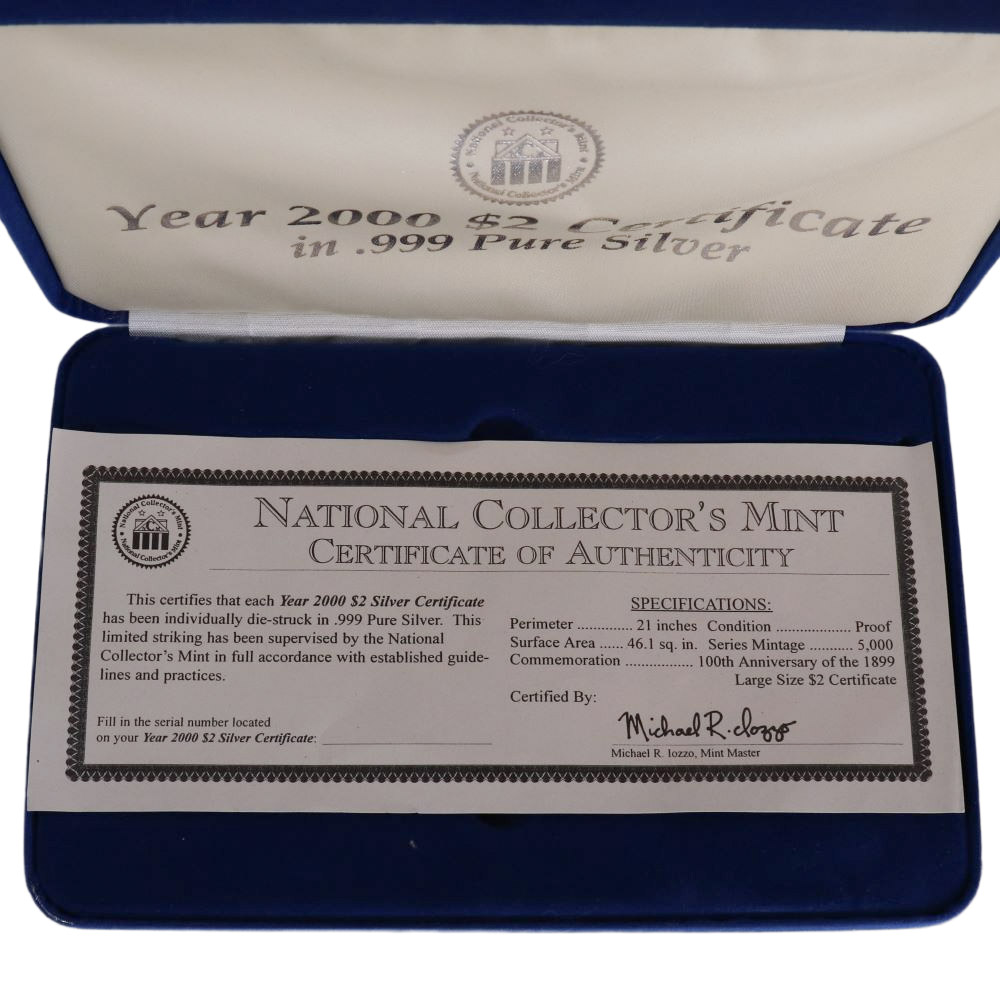 National Collector's Mint
National Collector's Mint
Year 2000 $2 Certificate
in .999 Pure Silver
National Collector's Mint
National Collector's Mint
NATIONAL COLLECTOR'S MINT
CERTIFICATE OF AUTHENTICITY
This certifies that each Year 2000 $2 Silver Certificate
has been individually die-struck in .999 Pure Silver. This
limited striking has been supervised by the National
Collector's Mint in full accordance with established guide-
lines and practices.
Fill in the serial number located
on your Year 2000 $2 Silver Certificate:
SPECIFICATIONS:
Perimeter .............. 21 inches Condition ................... Proof
Surface Area ...... 46.1 sq. in. Series Mintage ........... 5,000
Commemoration ................. 100th Anniversary of the 1899
Large Size $2 Certificate
Certified By:
Michael R. Iozzo
Michael R. Iozzo, Mint Master